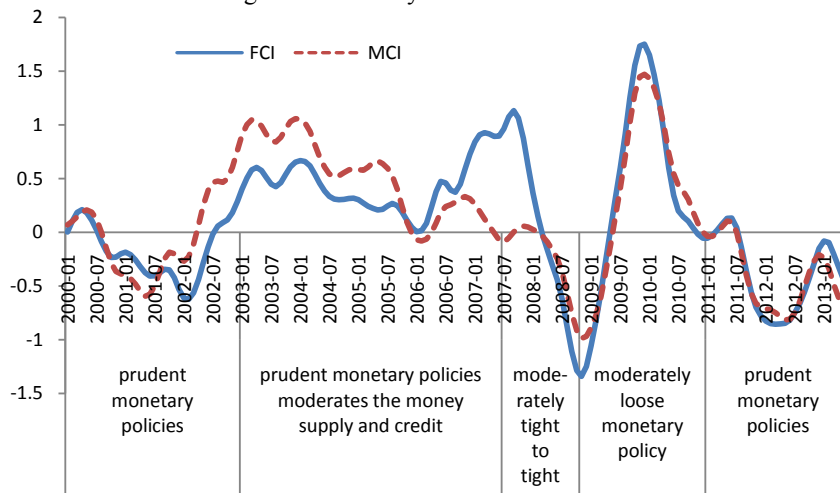 2
1.5
1
0.5
0
-0.5
-1
-1.5
FCI
MCI
2000-01
2000-07
2001-01
2001-07
2002-01
2002-07
2003-01
2003-07
2004-01
2004-07
2005-01
2005-07
2006-01
2006-07
2007-01
2007-07
2008-01
2008-07
2009-01
2009-07
2010-01
2010-07
2011-01
2011-07
2012-01
2012-07
2013-01
prudent
monetary
policies
prudent monetary policies
moderates the money
supply and credit
mode-
rately
tight
to
tight
moderately
loose
monetary
policy
prudent
monetary
policies